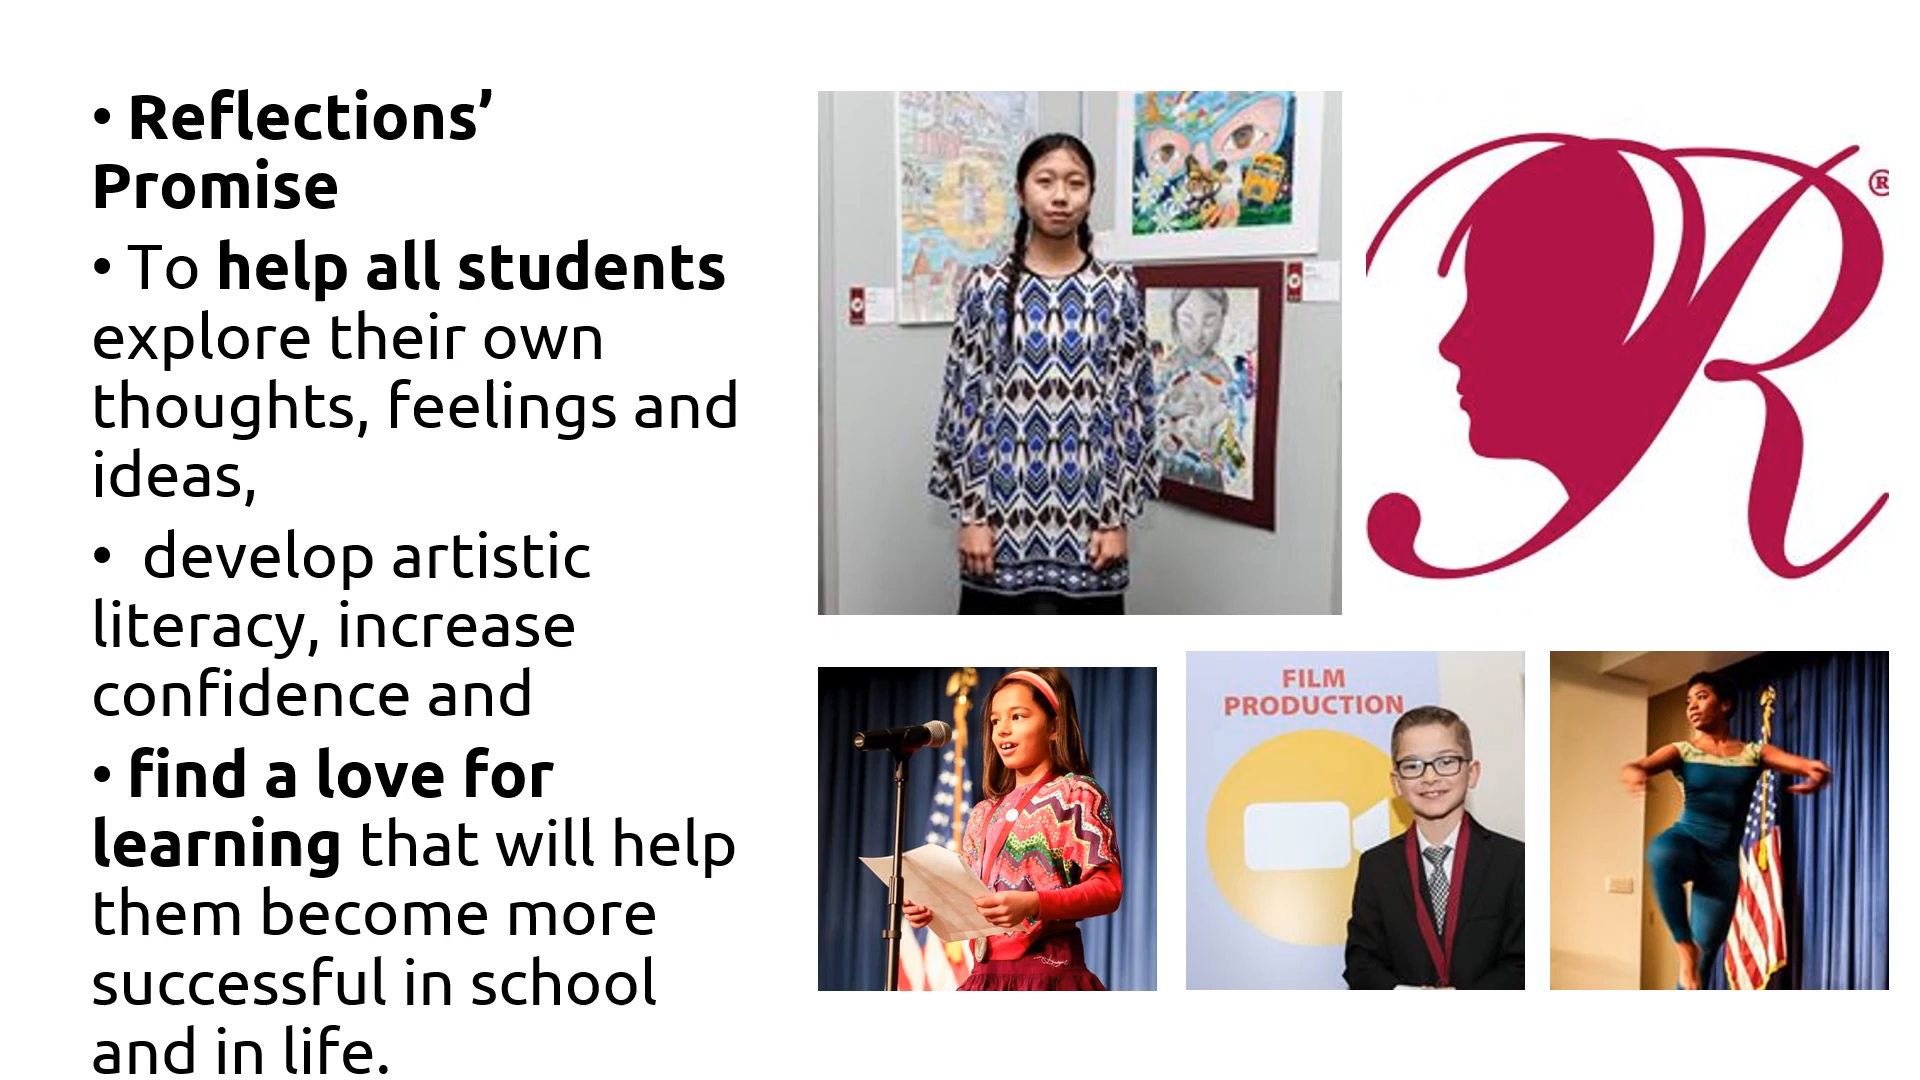 • Reflections’
Promise
• To help all students
explore their own
thoughts, feelings and
ideas,
• develop artistic
literacy, increase
confidence and
• find a love for
learning that will help
them become more
successful in school
and in life.
R
®
FILM
PRODUCTION